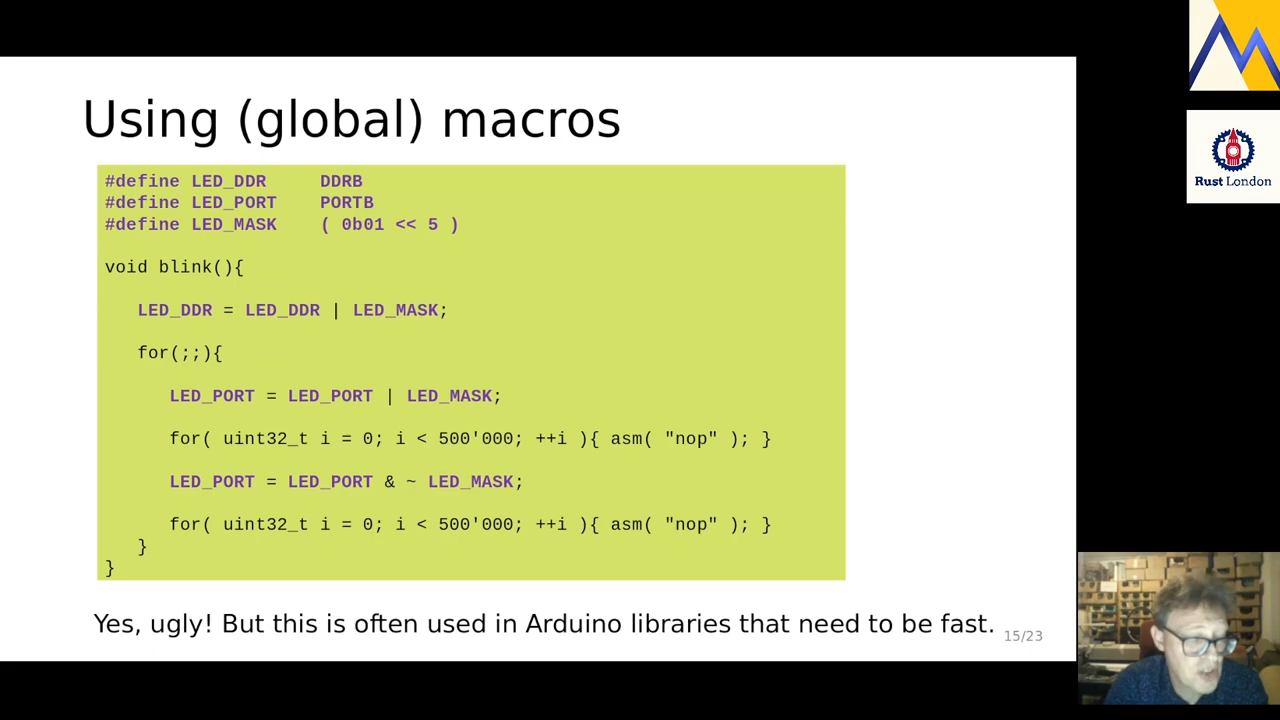 Using (global) macros
#define LED_DDR     DDRB
#define LED_PORT    PORTB
#define LED_MASK    ( 0b01 << 5 )
void blink(){
   LED_DDR = LED_DDR | LED_MASK;
   for(;;){
      LED_PORT = LED_PORT | LED_MASK;
      for( uint32_t i = 0; i < 500'000; ++i ){ asm( "nop" ); }
      LED_PORT = LED_PORT & ~ LED_MASK;
      for( uint32_t i = 0; i < 500'000; ++i ){ asm( "nop" ); }
   }
}
Yes, ugly! But this is often used in Arduino libraries that need to be fast.
15/23
Rust London